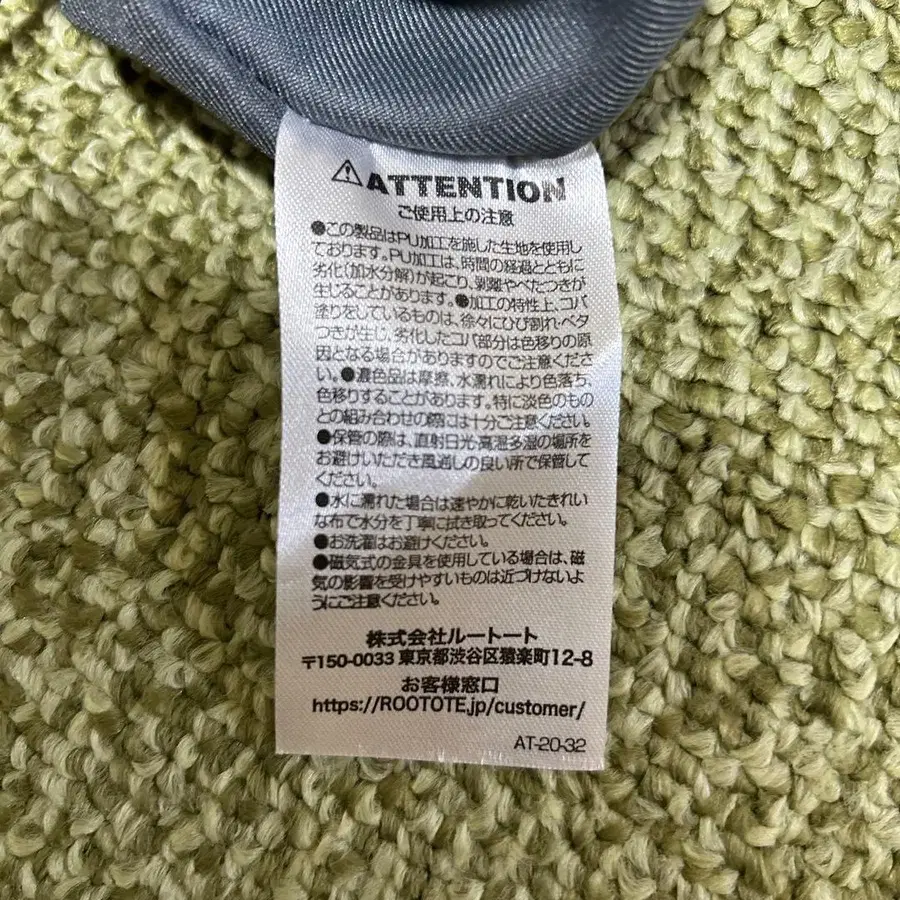 ⚠ATTENTION
ご使用上の注意
●この製品はPU加工を施した生地を使用し
ております。PU加工は、時間の経過とともに
劣化(加水分解)が起こり、剥離やべたつきが
生じることがあります。●加工の特性上、コバ
塗りをしているものは、徐々にひび割れ・ベタ
つきが生じ、劣化したコバ部分は色移りの原
因となる場合がありますのでご注意くださ
い。●濃色品は摩擦、水濡れにより色落ち、
色移りすることがあります。特に淡色のもの
との組み合わせの際には十分ご注意ください。
●保管の際は、直射日光・高温多湿の場所を
お避けいただき風通しの良い所で保管して
ください。
●水に濡れた場合は速やかに乾いたきれい
な布で水分を丁寧に拭き取ってください。
●お洗濯はお避けください。
●磁気式の金具を使用している場合は、磁
気の影響を受けやすいものは近づけないよ
うにご注意ください。
株式会社ルートート
〒150-0033 東京都渋谷区猿楽町12-8
お客様窓口
https://ROOTOTE.jp/customer/
AT-20-32